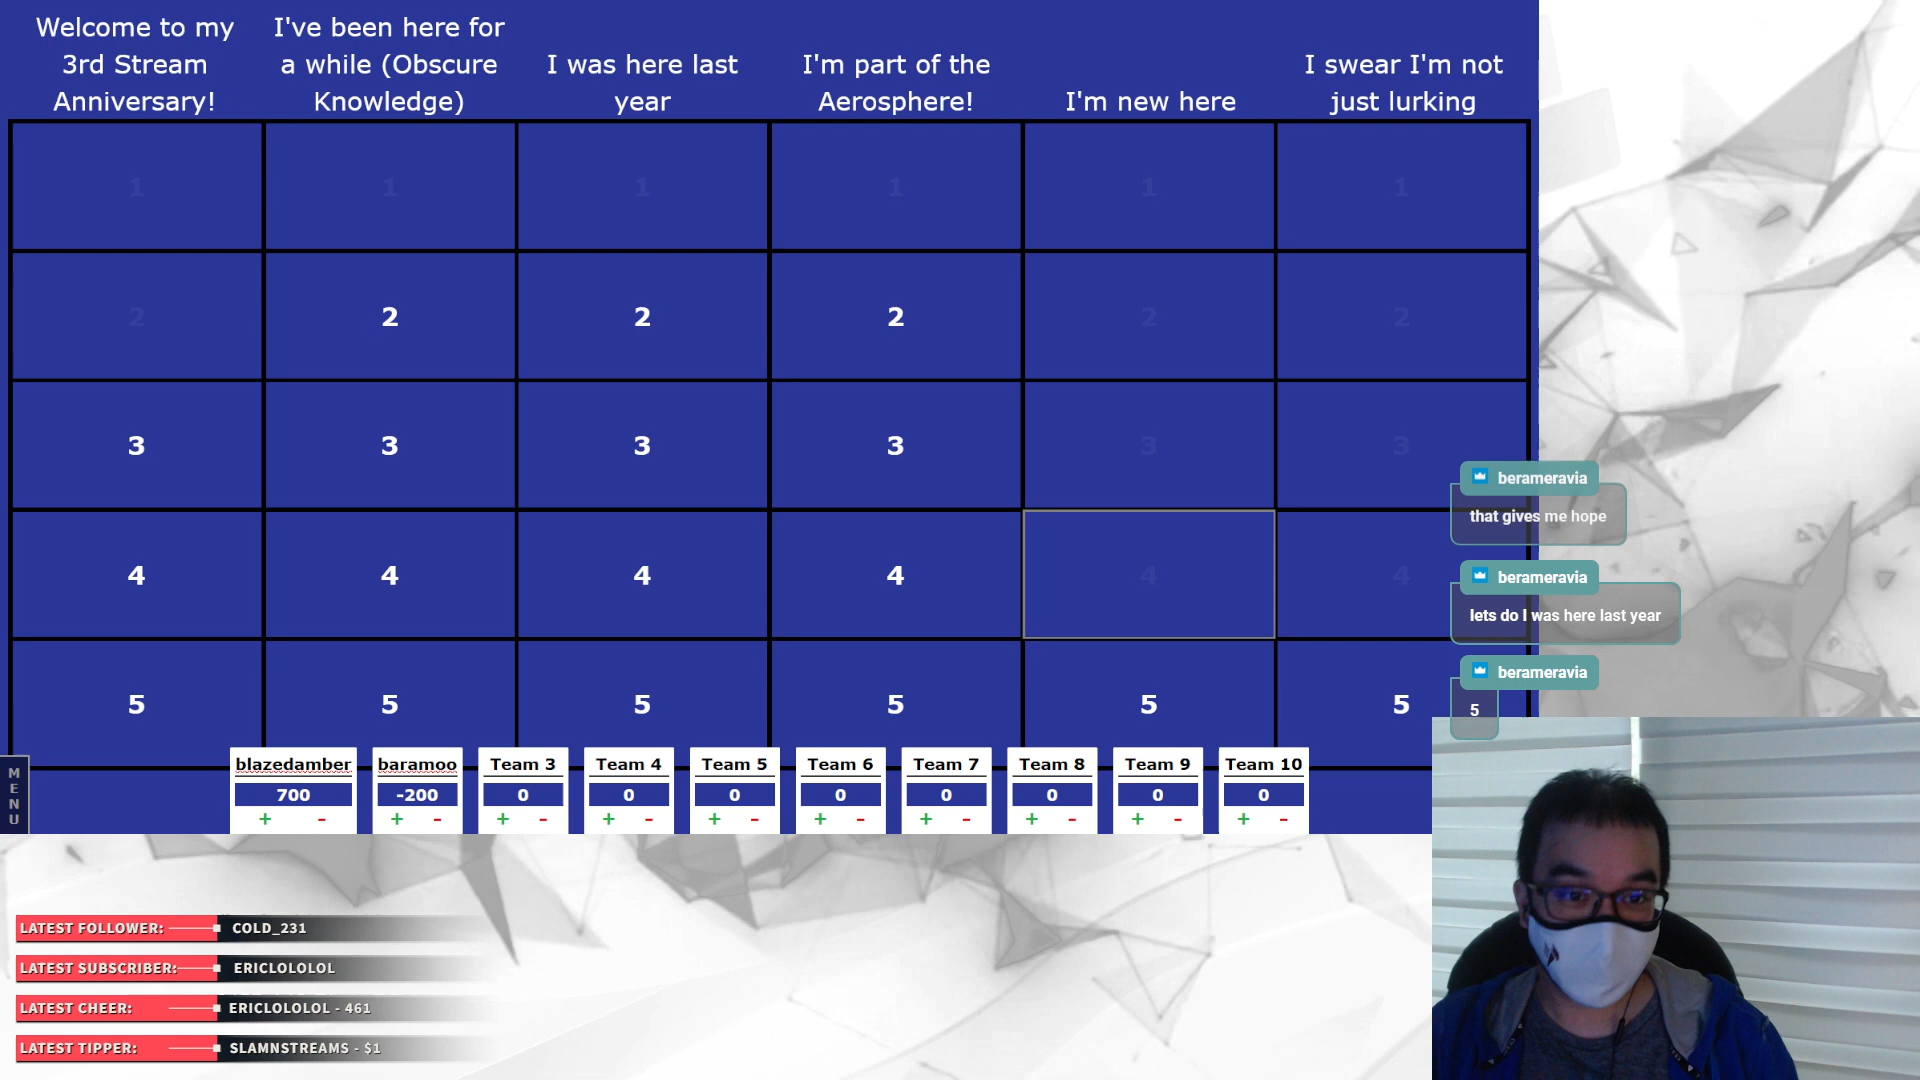 Welcome to my
3rd Stream
Anniversary!
I've been here for
a while (Obscure
Knowledge)
I was here last
year
I'm part of the
Aerosphere!
I'm new here
I swear I'm not
just lurking
1 1 1 1 1 1
2 2 2 2 2 2
3 3 3 3 3 3
4 4 4 4 4 4
5 5 5 5 5 5
berameravia
that gives me hope
berameravia
lets do I was here last year
berameravia
5
MENU
blazedamber baramoo Team 3 Team 4 Team 5 Team 6 Team 7 Team 8 Team 9 Team 10
700 -200 0 0 0 0 0 0 0 0
+ - + - + - + - + - + - + - + - + - + -
LATEST FOLLOWER: COLD_231
LATEST SUBSCRIBER: ERICLOLOLOL
LATEST CHEER: ERICLOLOLOL - 461
LATEST TIPPER: SLAMNSTREAMS - $1